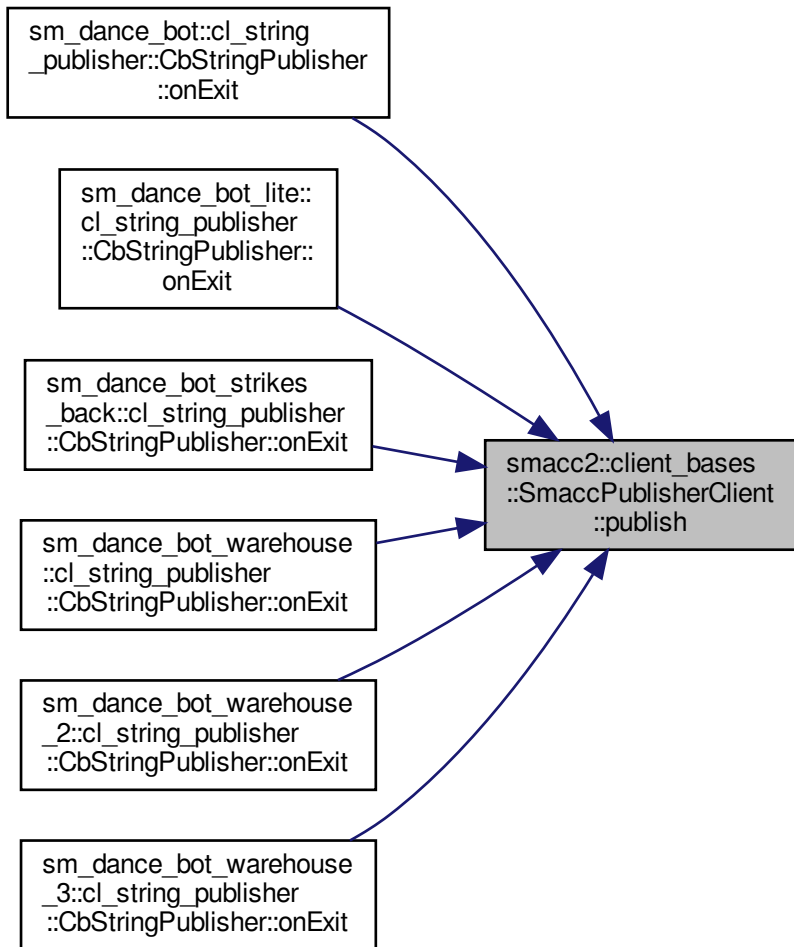 sm_dance_bot::cl_string
_publisher::CbStringPublisher
::onExit
sm_dance_bot_lite::
cl_string_publisher
::CbStringPublisher::
onExit
sm_dance_bot_strikes
_back::cl_string_publisher
::CbStringPublisher::onExit
smacc2::client_bases
::SmaccPublisherClient
::publish
sm_dance_bot_warehouse
::cl_string_publisher
::CbStringPublisher::onExit
sm_dance_bot_warehouse
_2::cl_string_publisher
::CbStringPublisher::onExit
sm_dance_bot_warehouse
_3::cl_string_publisher
::CbStringPublisher::onExit